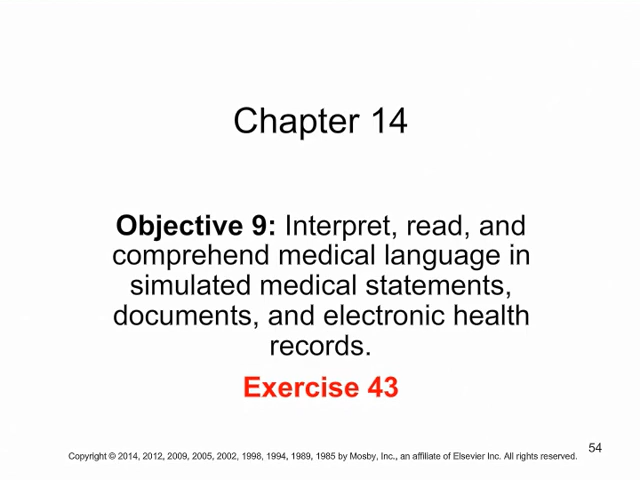 Chapter 14
Objective 9: Interpret, read, and
comprehend medical language in
simulated medical statements,
documents, and electronic health
records.
Exercise 43
54
Copyright © 2014, 2012, 2009, 2005, 2002, 1998, 1994, 1989, 1985 by Mosby, Inc., an affiliate of Elsevier Inc. All rights reserved.